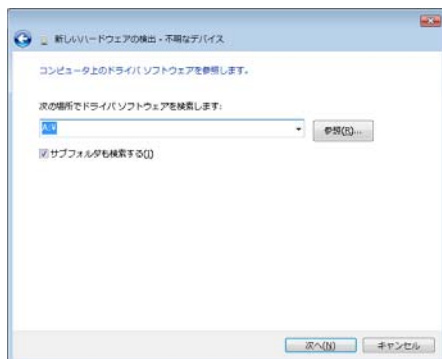 新しいハードウェアの検出 - 不明なデバイス
コンピュータ上のドライバ ソフトウェアを参照します。
次の場所でドライバ ソフトウェアを検索します:
A:¥
参照(R)...
サブフォルダも検索する(I)
次へ(N)
キャンセル